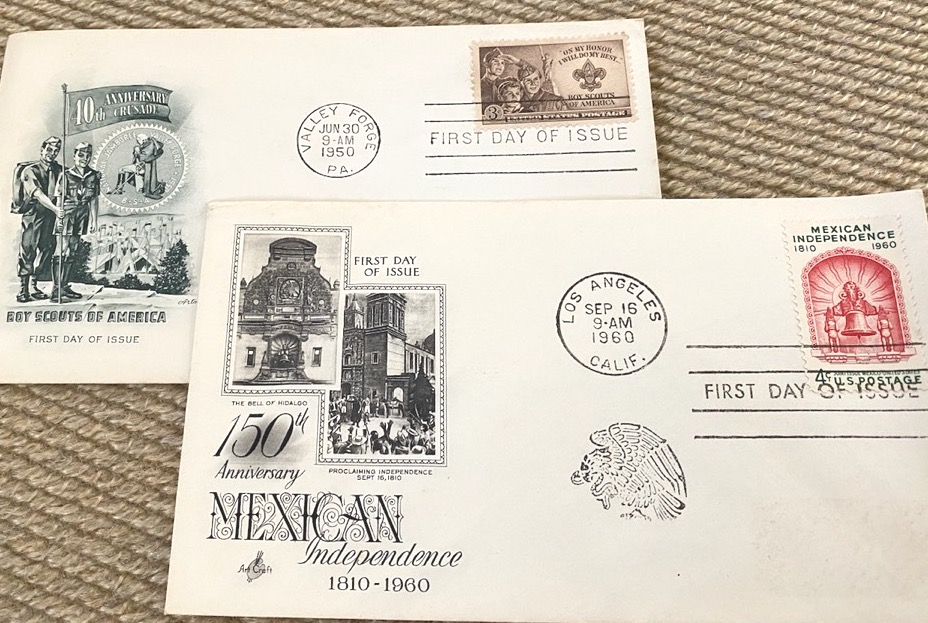 40th ANNIVERSARY
CRUSADE
BOY SCOUTS OF AMERICA
FIRST DAY OF ISSUE
VALLEY FORGE
JUN 30
9-AM
1950
PA.
"ON MY HONOR
I WILL DO MY BEST..."
BOY SCOUTS
OF AMERICA
3¢ UNITED STATES POSTAGE
FIRST DAY OF ISSUE
FIRST DAY
OF ISSUE
THE BELL OF HIDALGO
PROCLAIMING INDEPENDENCE
SEPT 16, 1810
150th
Anniversary
MEXICAN
Independence
1810-1960
Art Craft
LOS ANGELES
SEP 16
9-AM
1960
CALIF.
MEXICAN
INDEPENDENCE
1810 1960
4¢ U.S. POSTAGE
FIRST DAY OF ISSUE